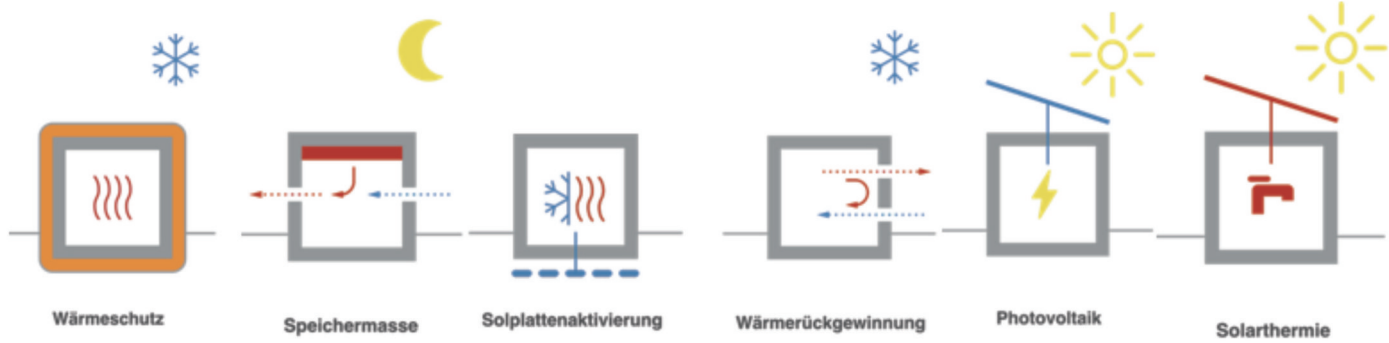 Wärmeschutz
Speichermasse
Solplattenaktivierung
Wärmerückgewinnung
Photovoltaik
Solarthermie